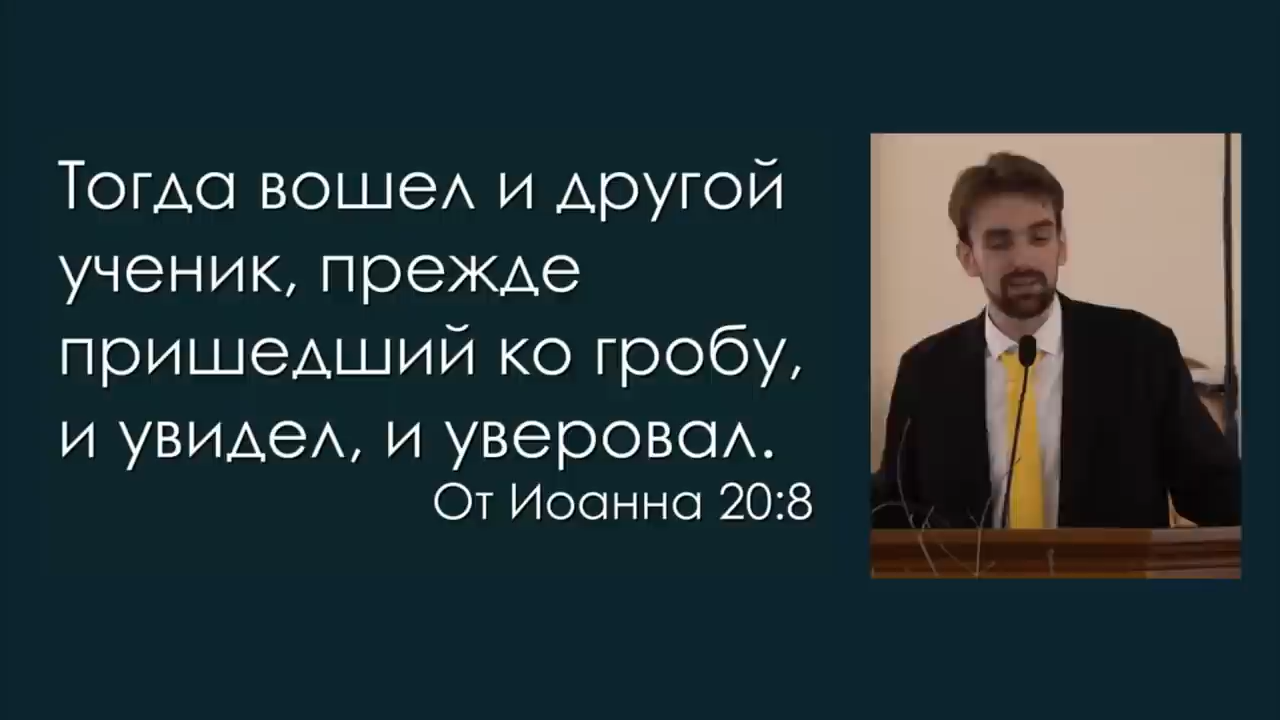 Тогда вошел и другой
ученик, прежде
пришедший ко гробу,
и увидел, и уверовал.
От Иоанна 20:8